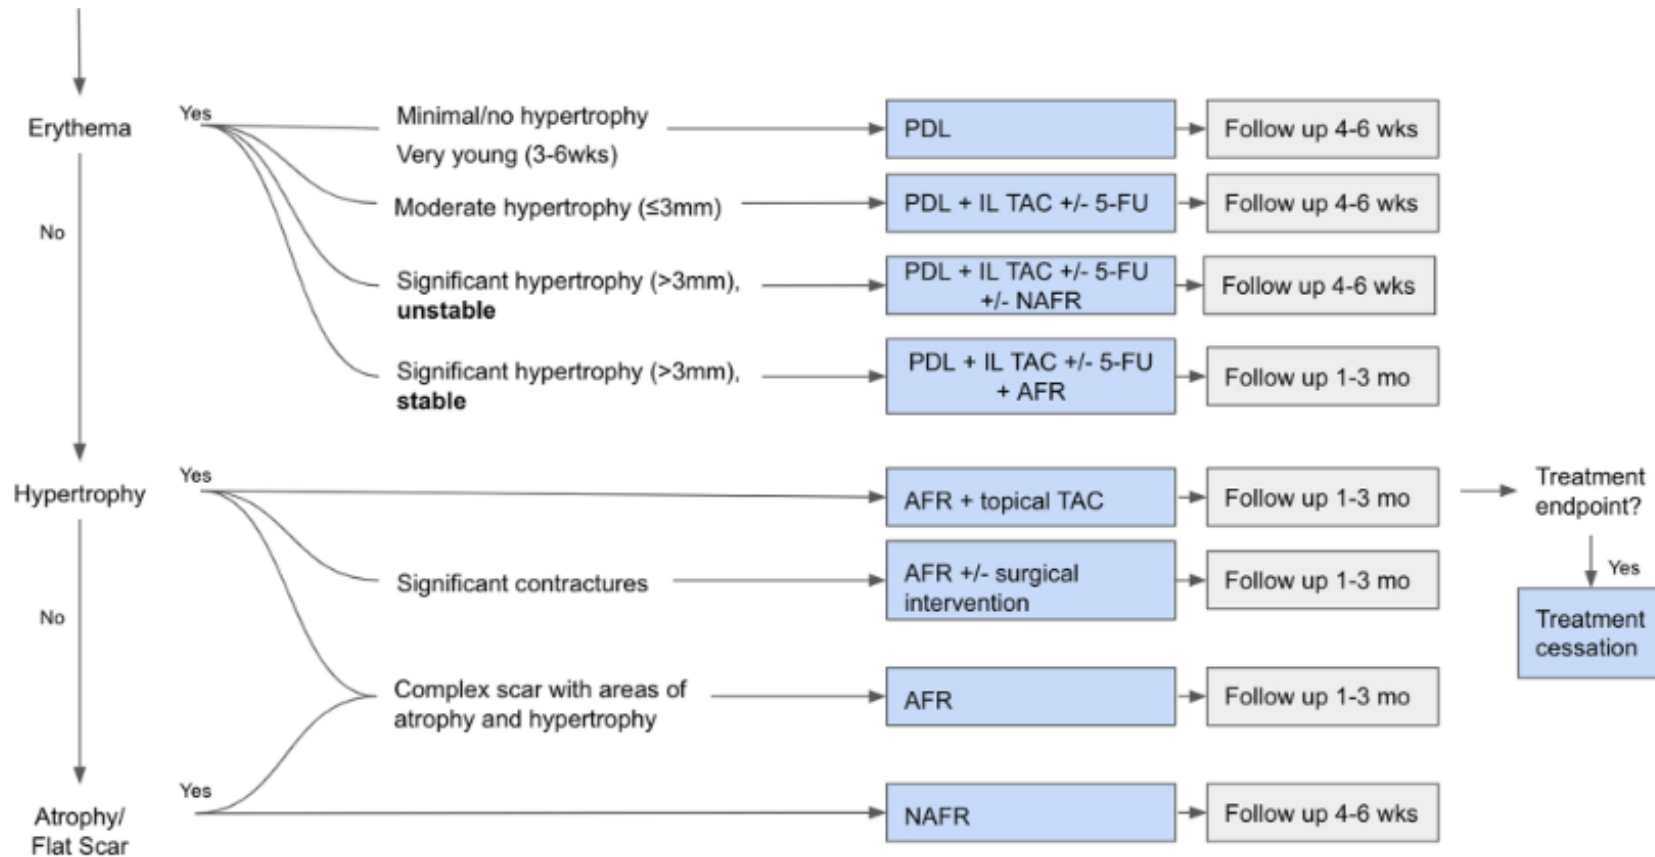 Erythema
Yes
Minimal/no hypertrophy
Very young (3-6wks)
PDL
Follow up 4-6 wks
Moderate hypertrophy (≤3mm)
PDL + IL TAC +/- 5-FU
Follow up 4-6 wks
No
Significant hypertrophy (>3mm),
unstable
PDL + IL TAC +/- 5-FU
+/- NAFR
Follow up 4-6 wks
Significant hypertrophy (>3mm),
stable
PDL + IL TAC +/- 5-FU
+ AFR
Follow up 1-3 mo
Hypertrophy
Yes
AFR + topical TAC
Follow up 1-3 mo
Treatment
endpoint?
Significant contractures
AFR +/- surgical
intervention
Follow up 1-3 mo
Yes
Treatment
cessation
No
Complex scar with areas of
atrophy and hypertrophy
AFR
Follow up 1-3 mo
Atrophy/
Flat Scar
Yes
NAFR
Follow up 4-6 wks